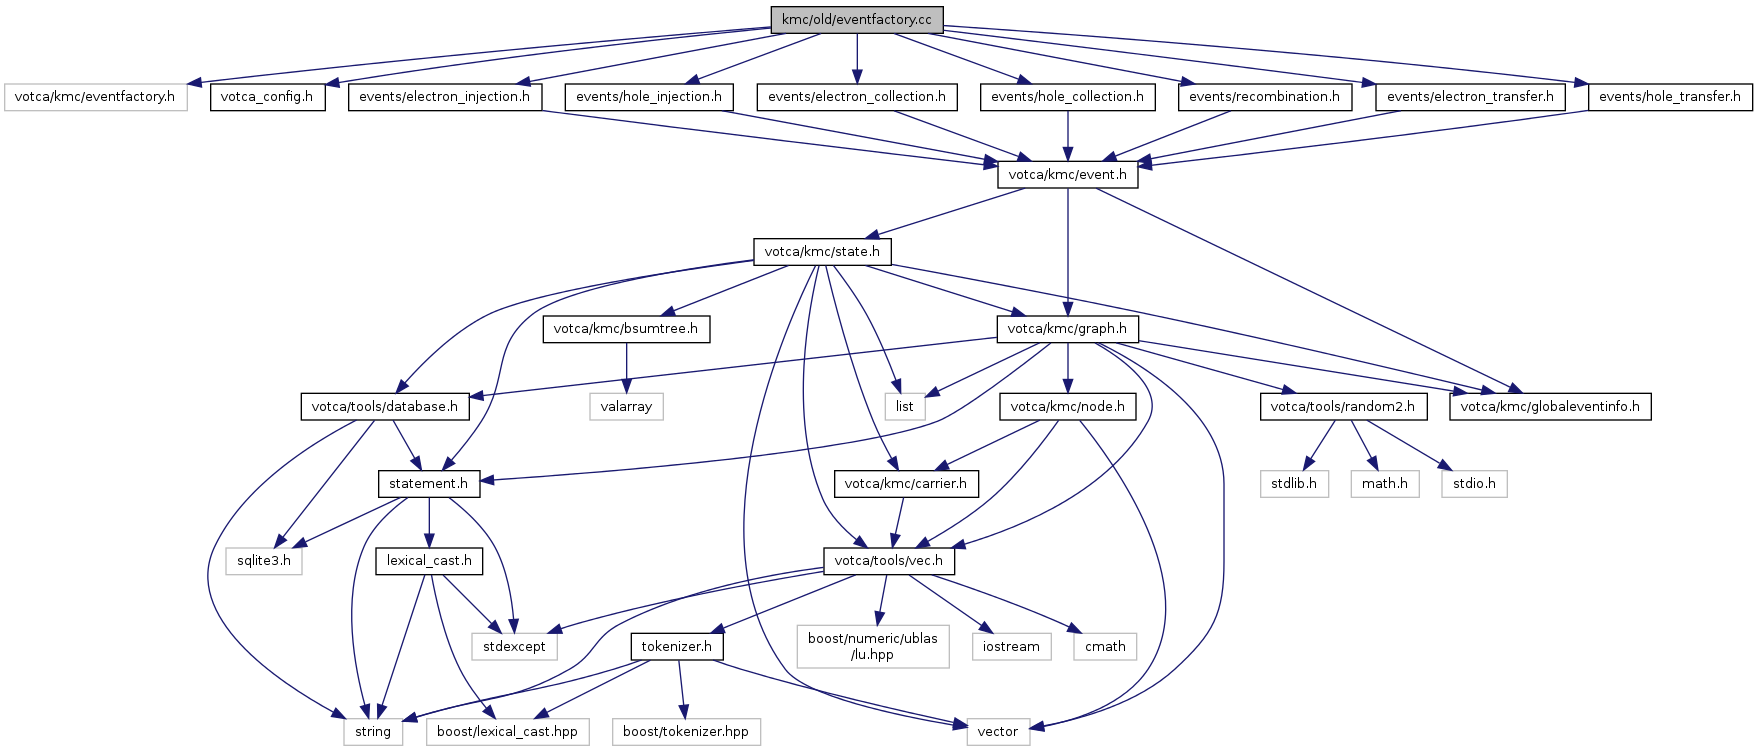 kmc/old/eventfactory.cc
votca/kmc/eventfactory.h
votca_config.h
events/electron_injection.h
events/hole_injection.h
events/electron_collection.h
events/hole_collection.h
events/recombination.h
events/electron_transfer.h
events/hole_transfer.h
votca/kmc/event.h
votca/kmc/state.h
votca/kmc/bsumtree.h
votca/kmc/graph.h
votca/tools/database.h
valarray
list
votca/kmc/node.h
votca/tools/random2.h
votca/kmc/globaleventinfo.h
statement.h
votca/kmc/carrier.h
stdlib.h
math.h
stdio.h
sqlite3.h
lexical_cast.h
votca/tools/vec.h
stdexcept
tokenizer.h
boost/numeric/ublas
/lu.hpp
iostream
cmath
string
boost/lexical_cast.hpp
boost/tokenizer.hpp
vector